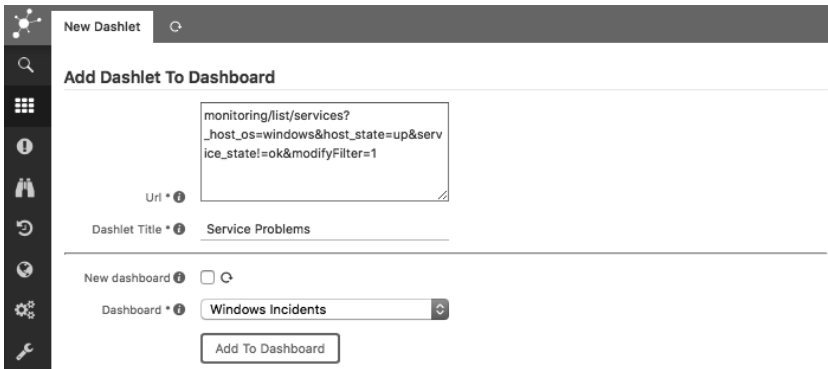 New Dashlet
Add Dashlet To Dashboard
monitoring/list/services?
_host_os=windows&host_state=up&serv
ice_state!=ok&modifyFilter=1
Url *
Dashlet Title * Service Problems
New dashboard
Dashboard * Windows Incidents
Add To Dashboard